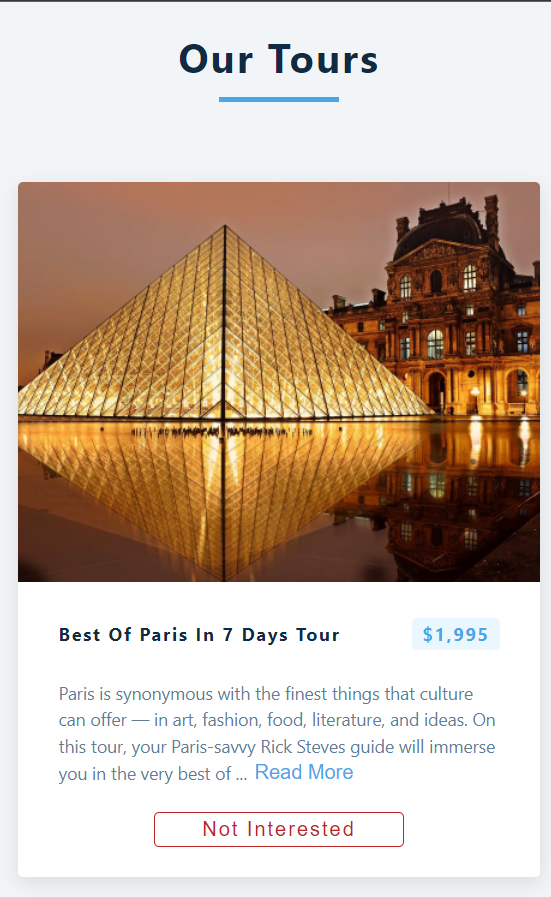 Our Tours
Best Of Paris In 7 Days Tour
$1,995
Paris is synonymous with the finest things that culture
can offer — in art, fashion, food, literature, and ideas. On
this tour, your Paris-savvy Rick Steves guide will immerse
you in the very best of ... Read More
Not Interested